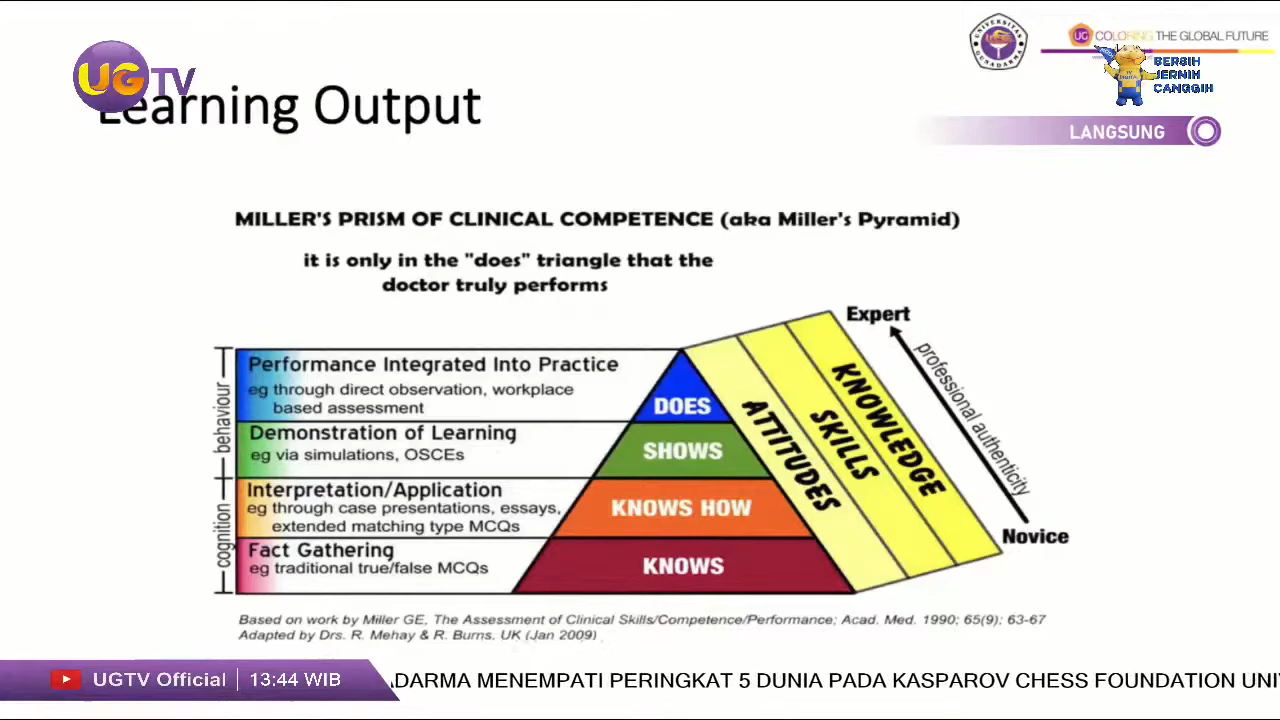 UGTV
Learning Output
UNIVERSITAS GUNADARMA
UG COLORING THE GLOBAL FUTURE
TV DIGITAL
BERSIH
JERNIH
CANGGIH
LANGSUNG
MILLER'S PRISM OF CLINICAL COMPETENCE (aka Miller's Pyramid)
it is only in the "does" triangle that the
doctor truly performs
behaviour
cognition
Performance Integrated Into Practice
eg through direct observation, workplace
based assessment
Demonstration of Learning
eg via simulations, OSCEs
Interpretation/Application
eg through case presentations, essays,
extended matching type MCQs
Fact Gathering
eg traditional true/false MCQs
DOES
SHOWS
KNOWS HOW
KNOWS
ATTITUDES
SKILLS
KNOWLEDGE
Expert
professional authenticity
Novice
Based on work by Miller GE, The Assessment of Clinical Skills/Competence/Performance; Acad. Med. 1990; 65(9); 63-67
Adapted by Drs. R. Mehay & R. Burns, UK (Jan 2009)
UGTV Official
13:44 WIB
ADARMA MENEMPATI PERINGKAT 5 DUNIA PADA KASPAROV CHESS FOUNDATION UNI